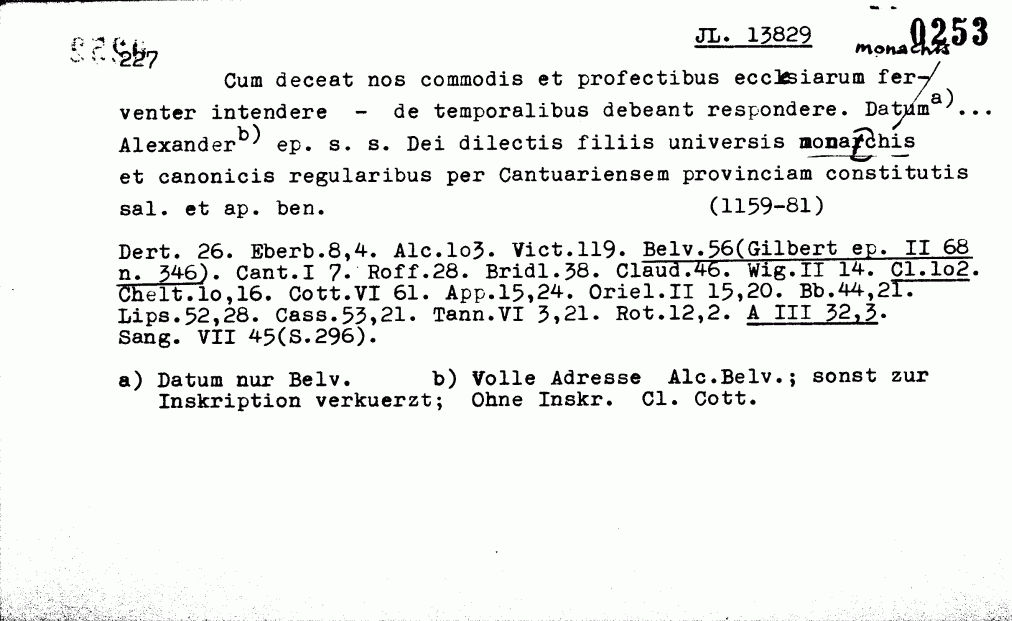 JL. 13829 0253
227 monachis
Cum deceat nos commodis et profectibus ecclesiarum fer-
venter intendere - de temporalibus debeant respondere. Datum a) ...
Alexander b) ep. s. s. Dei dilectis filiis universis monarchis
et canonicis regularibus per Cantuariensem provinciam constitutis
sal. et ap. ben. (1159-81)
Dert. 26. Eberb.8,4. Alc.1o3. Vict.119. Belv.56(Gilbert ep. II 68
n. 346). Cant.I 7. Roff.28. Bridl.38. Claud.46. Wig.II 14. Cl.1o2.
Chelt.1o,16. Cott.VI 61. App.15,24. Oriel.II 15,20. Bb.44,21.
Lips.52,28. Cass.53,21. Tann.VI 3,21. Rot.12,2. A III 32,3.
Sang. VII 45(S.296).
a) Datum nur Belv. b) Volle Adresse Alc.Belv.; sonst zur
Inskription verkuerzt; Ohne Inskr. Cl. Cott.